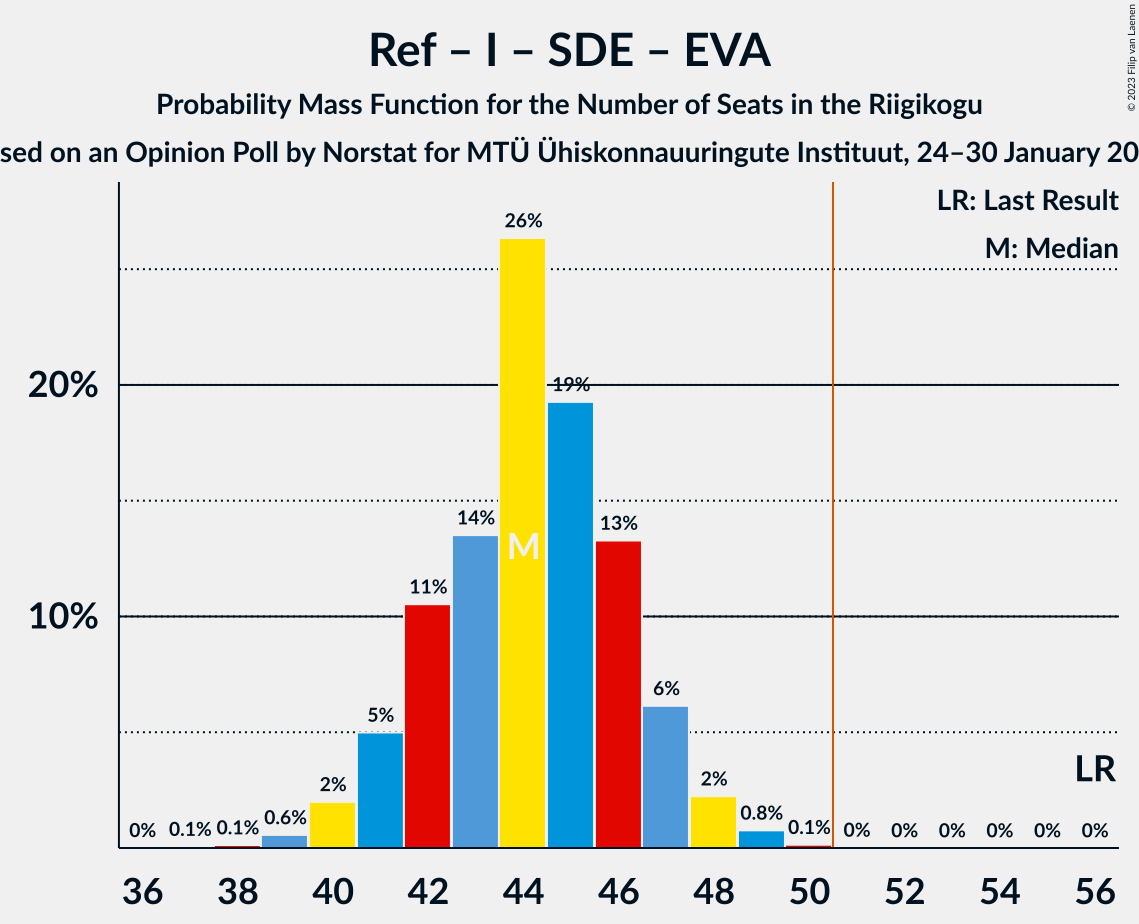 Ref – I – SDE – EVA
Probability Mass Function for the Number of Seats in the Riigikogu
sed on an Opinion Poll by Norstat for MTÜ Ühiskonnauuringute Instituut, 24–30 January 20
© 2023 Filip van Laenen
LR: Last Result
M: Median
26%
20%
19%
14%
13%
M
11%
10%
6%
5%
LR
2%
2%
0%
0.1%
0.1%
0.6%
0.8%
0.1%
0%
0%
0%
0%
0%
0%
36 38 40 42 44 46 48 50 52 54 56